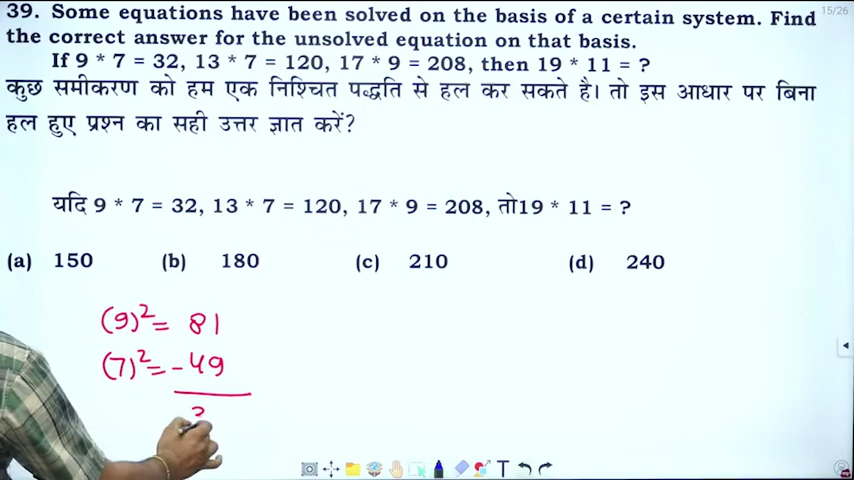 15/26
39. Some equations have been solved on the basis of a certain system. Find
the correct answer for the unsolved equation on that basis.
If 9 * 7 = 32, 13 * 7 = 120, 17 * 9 = 208, then 19 * 11 = ?
कुछ समीकरण को हम एक निश्चित पद्धति से हल कर सकते है। तो इस आधार पर बिना
हल हुए प्रश्न का सही उत्तर ज्ञात करें?
यदि 9 * 7 = 32, 13 * 7 = 120, 17 * 9 = 208, तो19 * 11 = ?
(a) 150 (b) 180 (c) 210 (d) 240
(9)² = 81
(7)² = - 49
T